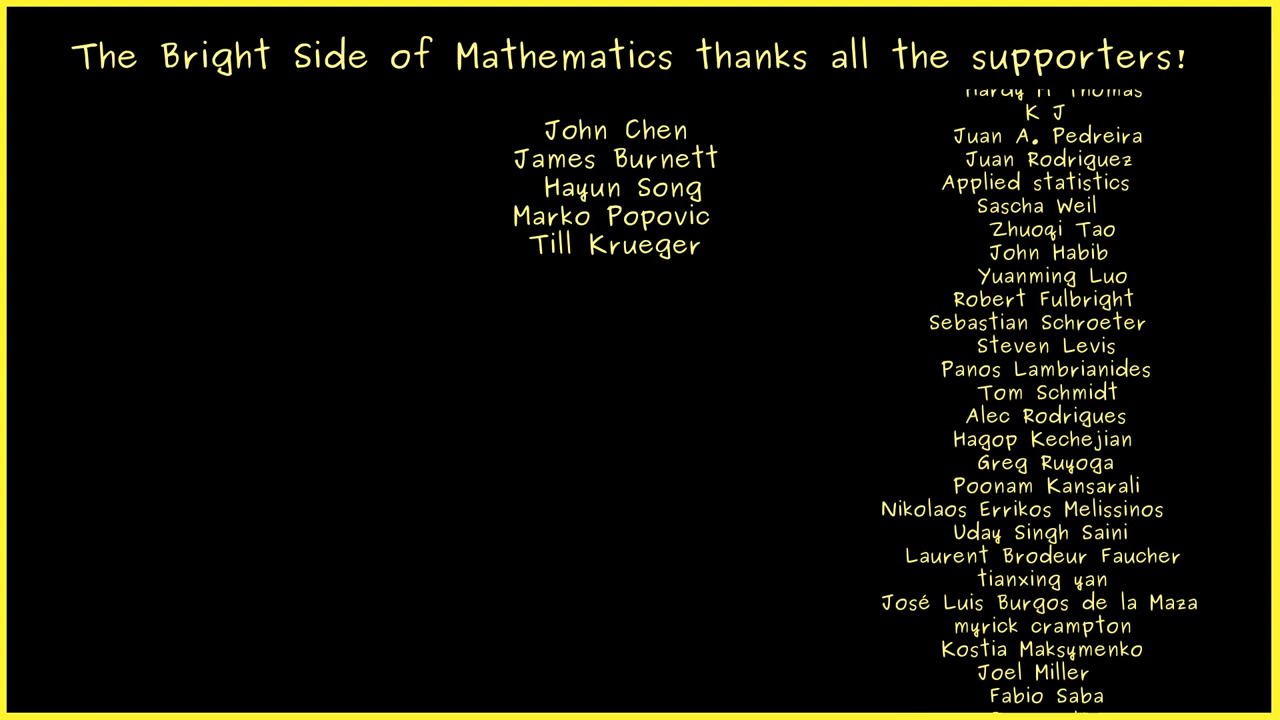 The Bright Side of Mathematics thanks all the supporters!
John Chen
James Burnett
Hayun Song
Marko Popovic
Till Krueger
Hardy H Thomas
K J
Juan A. Pedreira
Juan Rodriguez
Applied statistics
Sascha Weil
Zhuoqi Tao
John Habib
Yuanming Luo
Robert Fulbright
Sebastian Schroeter
Steven Levis
Panos Lambrianides
Tom Schmidt
Alec Rodrigues
Hagop Kechejian
Greg Ruyoga
Poonam Kansarali
Nikolaos Errikos Melissinos
Uday Singh Saini
Laurent Brodeur Faucher
tianxing yan
José Luis Burgos de la Maza
myrick crampton
Kostia Maksymenko
Joel Miller
Fabio Saba